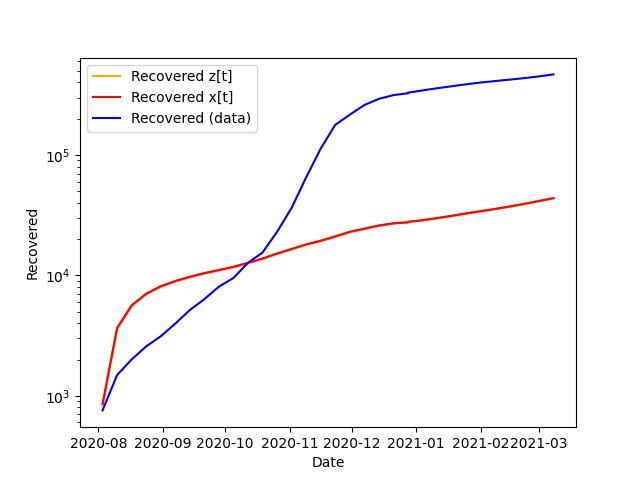 Recovered z[t]
Recovered x[t]
Recovered (data)
10^5
10^4
10^3
Recovered
2020-08 2020-09 2020-10 2020-11 2020-12 2021-01 2021-02 2021-03
Date